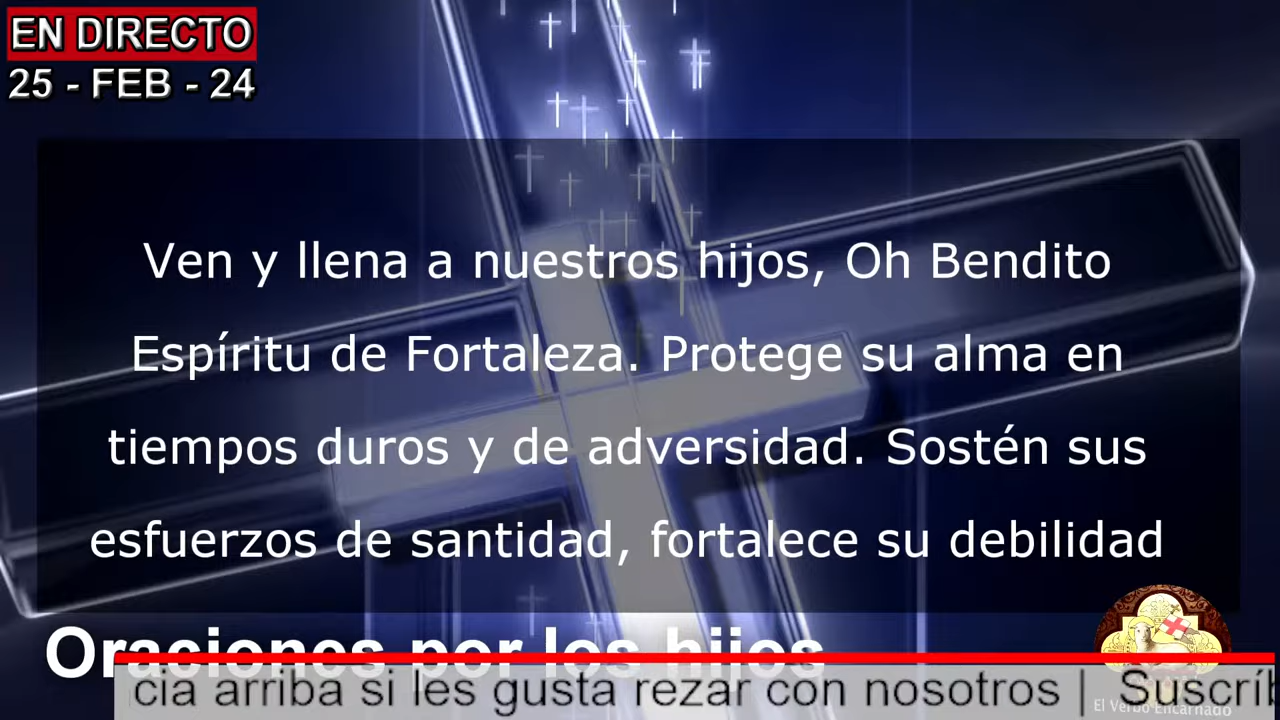 EN DIRECTO
25 - FEB - 24
Ven y llena a nuestros hijos, Oh Bendito
Espíritu de Fortaleza. Protege su alma en
tiempos duros y de adversidad. Sostén sus
esfuerzos de santidad, fortalece su debilidad
Oraciones por los hijos
cia arriba si les gusta rezar con nosotros | Suscríb
El Verbo Encarnado